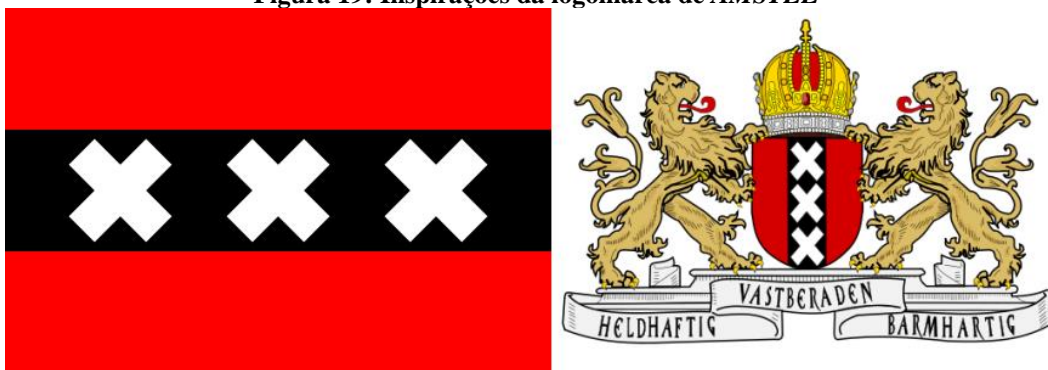 Figura 19: Inspirações da logomarca de AMSTEL
VASTBERADEN
HELDHAFTIG
BARMHARTIG